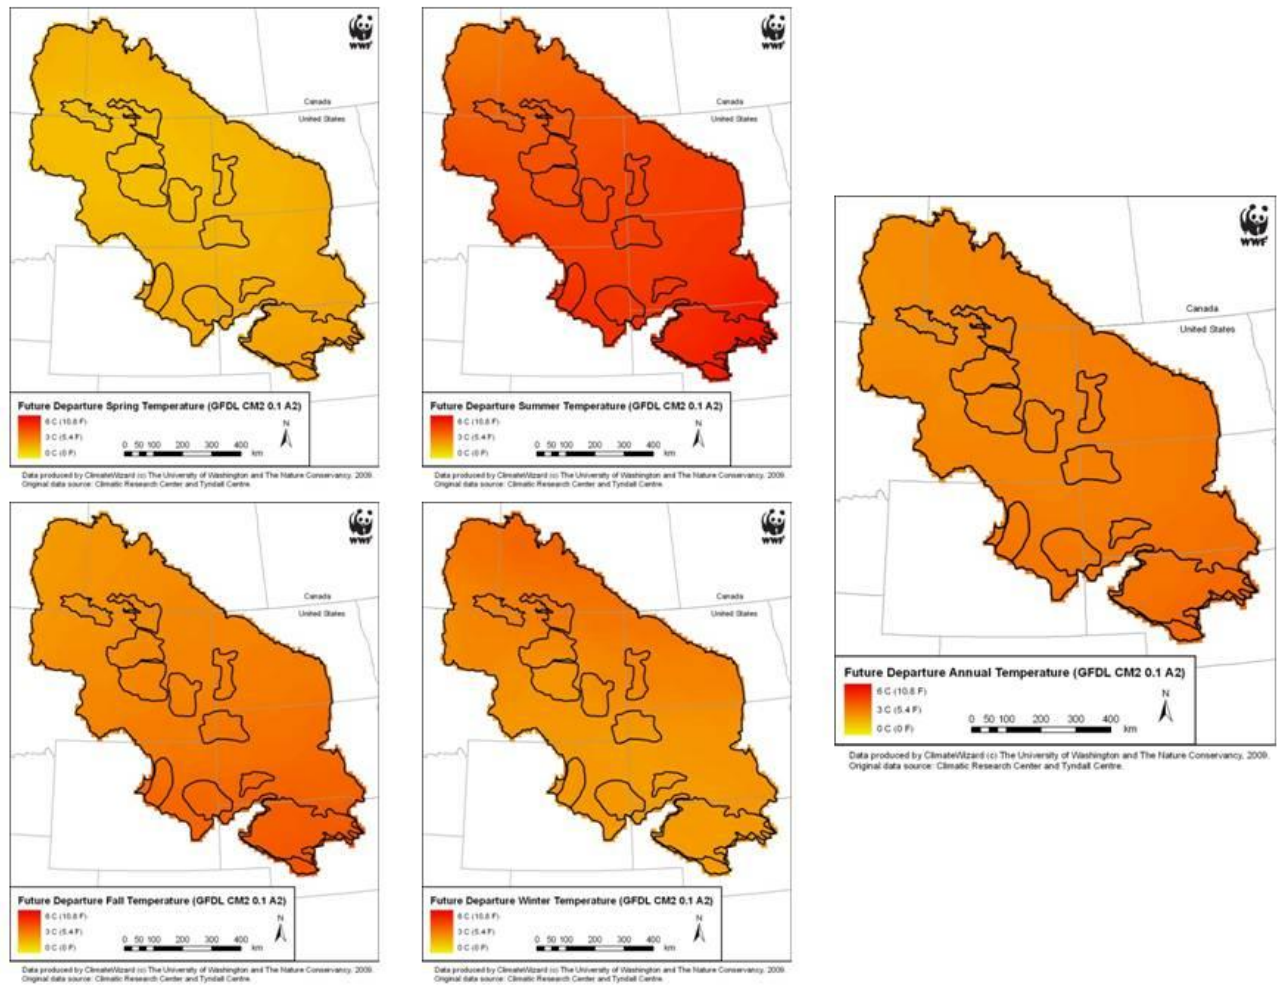 WWF
Canada
United States
Future Departure Spring Temperature (GFDL CM2 0.1 A2)
6 C (10.8 F)
3 C (5.4 F)
0 C (0 F)
0 50 100 200 300 400
km
N
Data produced by ClimateWizard (c) The University of Washington and The Nature Conservancy, 2009.
Original data source: Climatic Research Center and Tyndall Centre.
WWF
Canada
United States
Future Departure Summer Temperature (GFDL CM2 0.1 A2)
6 C (10.8 F)
3 C (5.4 F)
0 C (0 F)
0 50 100 200 300 400
km
N
Data produced by ClimateWizard (c) The University of Washington and The Nature Conservancy, 2009.
Original data source: Climatic Research Center and Tyndall Centre.
WWF
Canada
United States
Future Departure Annual Temperature (GFDL CM2 0.1 A2)
6 C (10.8 F)
3 C (5.4 F)
0 C (0 F)
0 50 100 200 300 400
km
N
Data produced by ClimateWizard (c) The University of Washington and The Nature Conservancy, 2009.
Original data source: Climatic Research Center and Tyndall Centre.
WWF
Canada
United States
Future Departure Fall Temperature (GFDL CM2 0.1 A2)
6 C (10.8 F)
3 C (5.4 F)
0 C (0 F)
0 50 100 200 300 400
km
N
Data produced by ClimateWizard (c) The University of Washington and The Nature Conservancy, 2009.
Original data source: Climatic Research Center and Tyndall Centre.
WWF
Canada
United States
Future Departure Winter Temperature (GFDL CM2 0.1 A2)
6 C (10.8 F)
3 C (5.4 F)
0 C (0 F)
0 50 100 200 300 400
km
N
Data produced by ClimateWizard (c) The University of Washington and The Nature Conservancy, 2009.
Original data source: Climatic Research Center and Tyndall Centre.